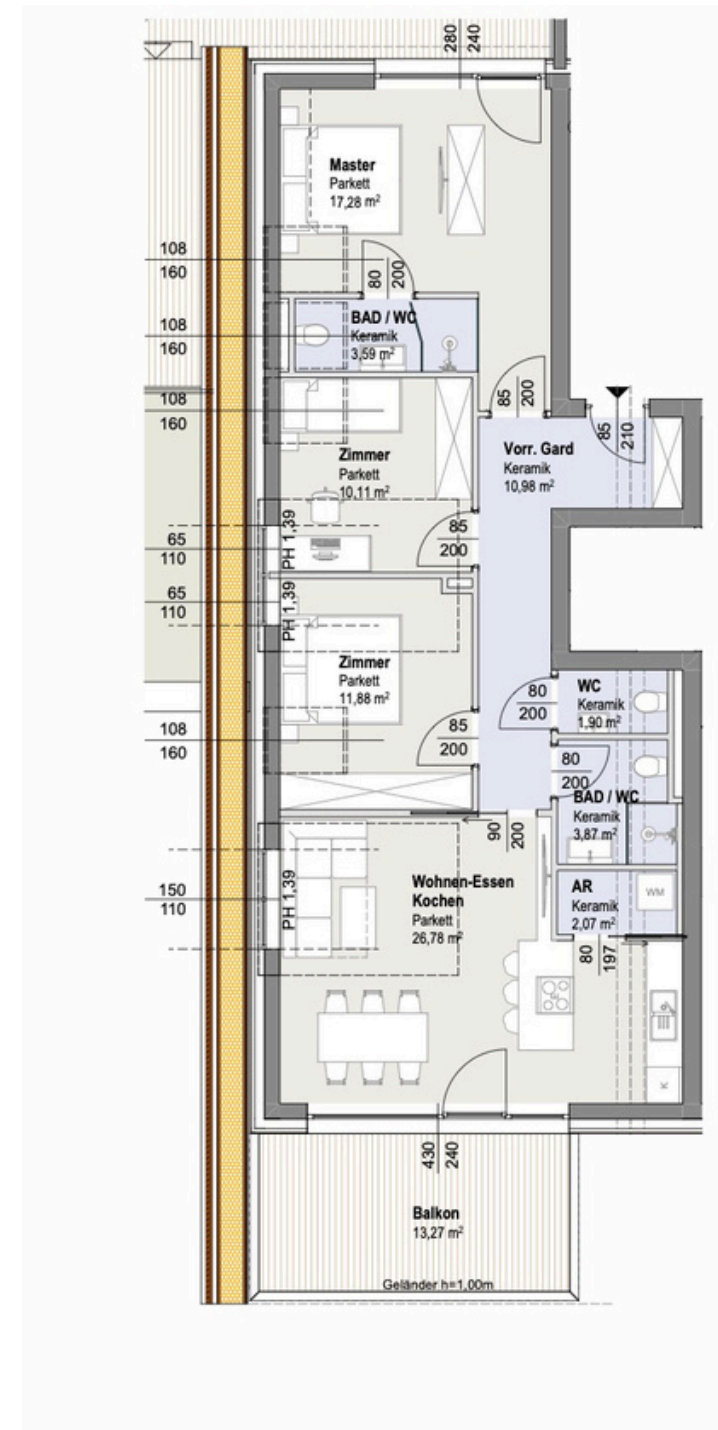 280
240
Master
Parkett
17,28 m²
108
160
80
200
108
160
BAD / WC
Keramik
3,59 m²
85
200
108
160
85
210
Zimmer
Parkett
10,11 m²
Vorr. Gard
Keramik
10,98 m²
65
110
PH 1,39
85
200
65
110
PH 1,39
Zimmer
Parkett
11,88 m²
WC
Keramik
1,90 m²
80
200
108
160
85
200
80
200
BAD / WC
Keramik
3,87 m²
90
200
150
110
PH 1,39
Wohnen-Essen
Kochen
Parkett
26,78 m²
AR
Keramik
2,07 m²
WM
80
197
K
430
240
Balkon
13,27 m²
Geländer h=1,00m